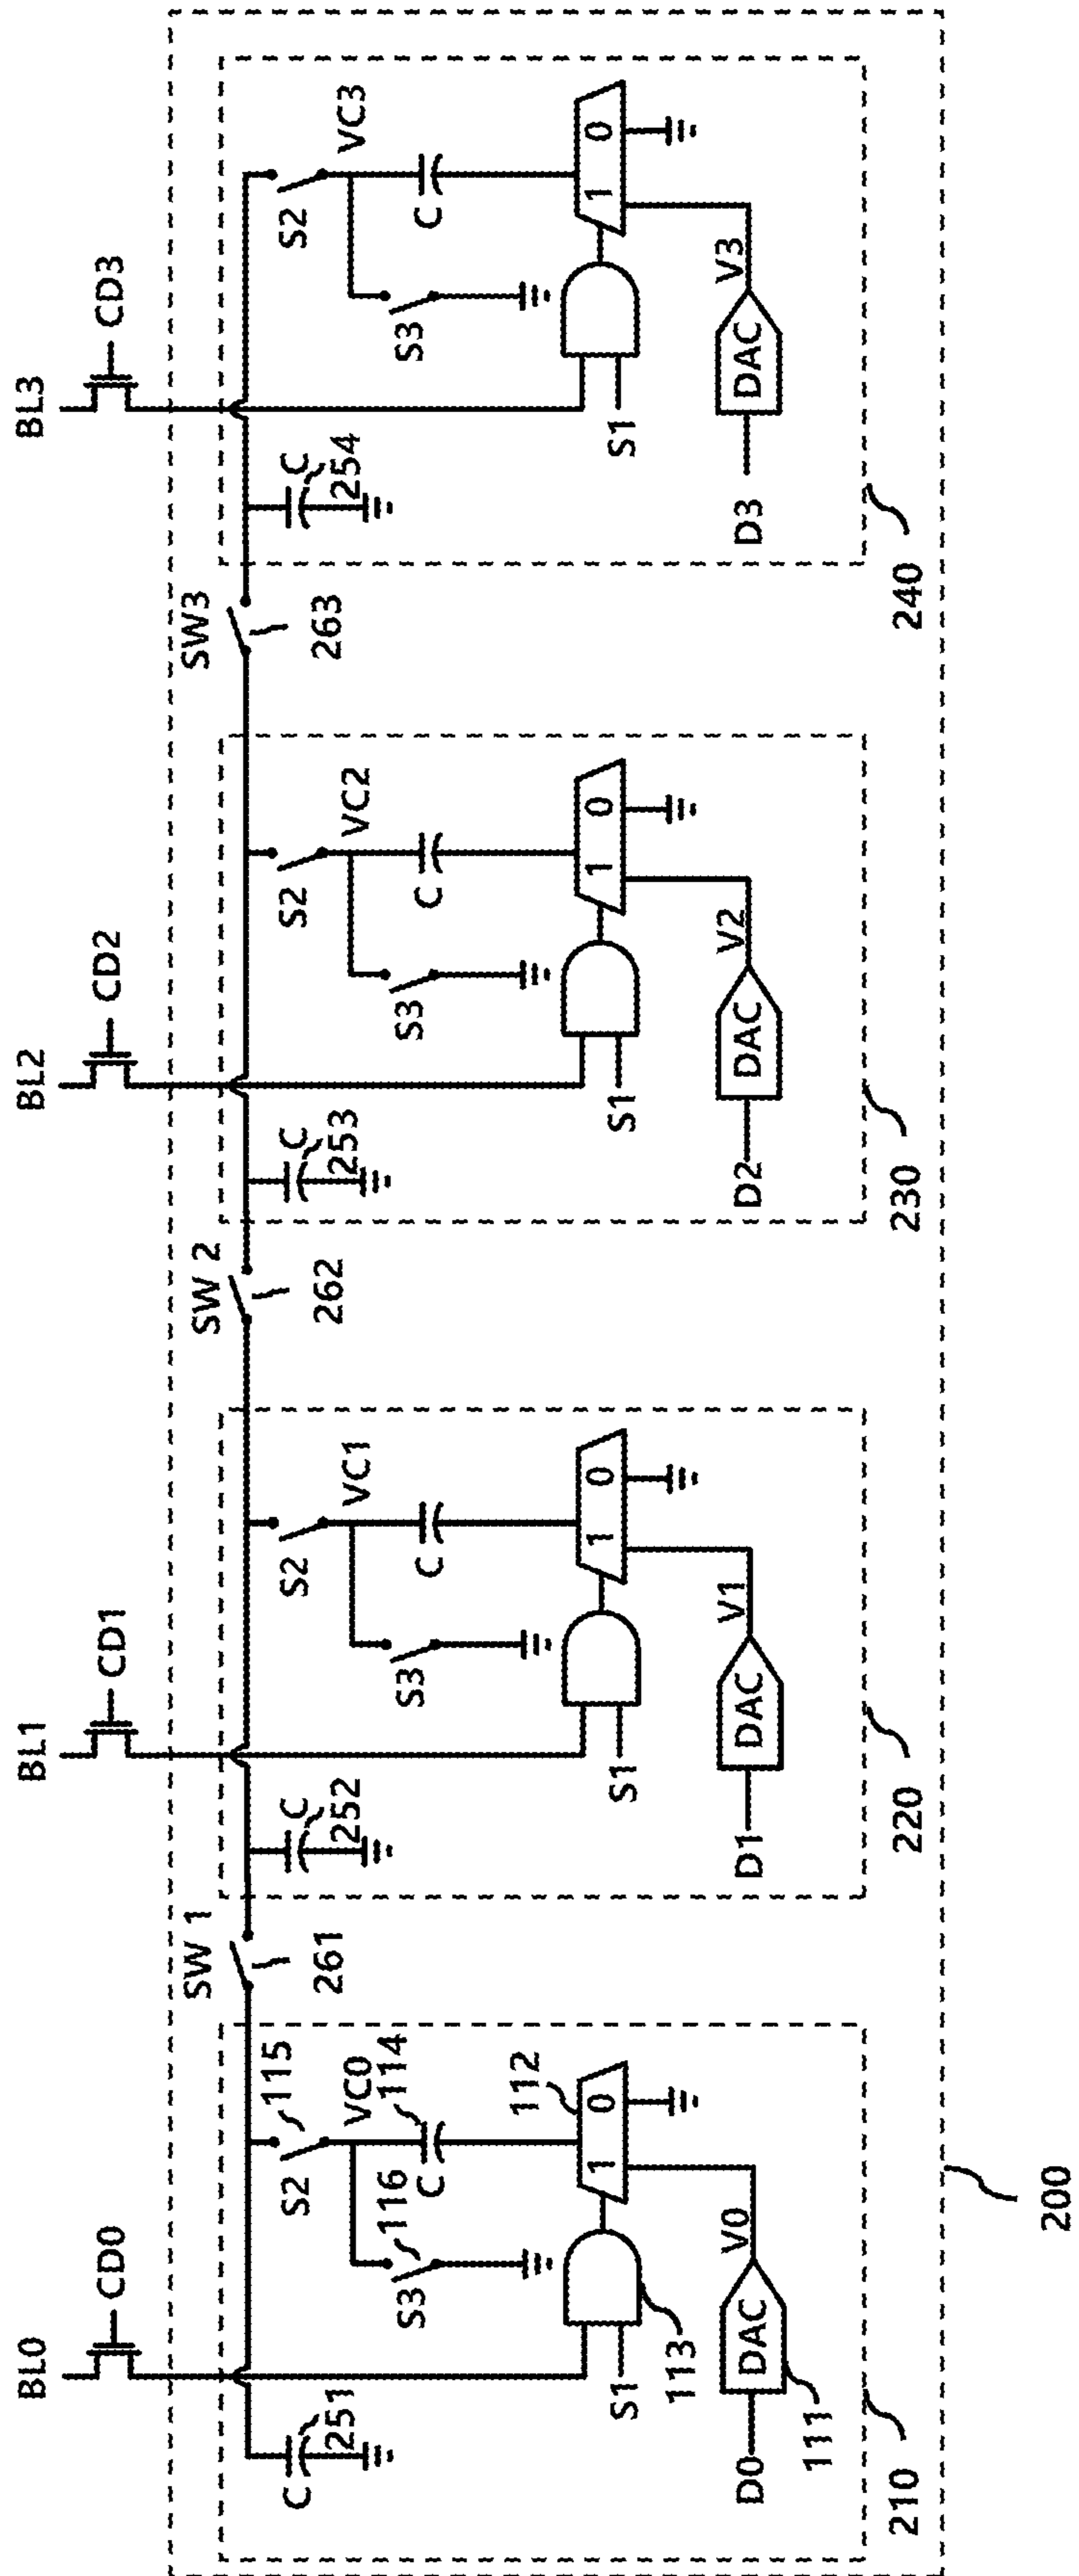 BL0
CD0
BL1
CD1
BL2
CD2
BL3
CD3
SW 1
SW 2
SW3
261
262
263
C
251
S2
115
VC0
114
C
116
S3
112
1
0
S1
113
V0
DAC
D0
111
210
C
252
S2
VC1
C
S3
1
0
S1
V1
DAC
D1
220
C
253
S2
VC2
C
S3
1
0
S1
V2
DAC
D2
230
C
254
S2
VC3
C
S3
1
0
S1
V3
DAC
D3
240
200